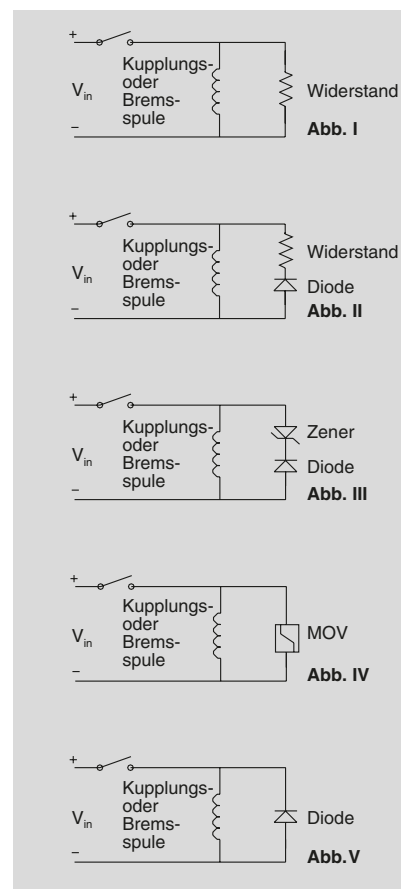 +
Kupplungs-
oder
Brems-
spule
V_in
–
Widerstand
Abb. I
+
Kupplungs-
oder
Brems-
spule
V_in
–
Widerstand
Diode
Abb. II
+
Kupplungs-
oder
Brems-
spule
V_in
–
Zener
Diode
Abb. III
+
Kupplungs-
oder
Brems-
spule
V_in
–
MOV
Abb. IV
+
Kupplungs-
oder
Brems-
spule
V_in
–
Diode
Abb.V